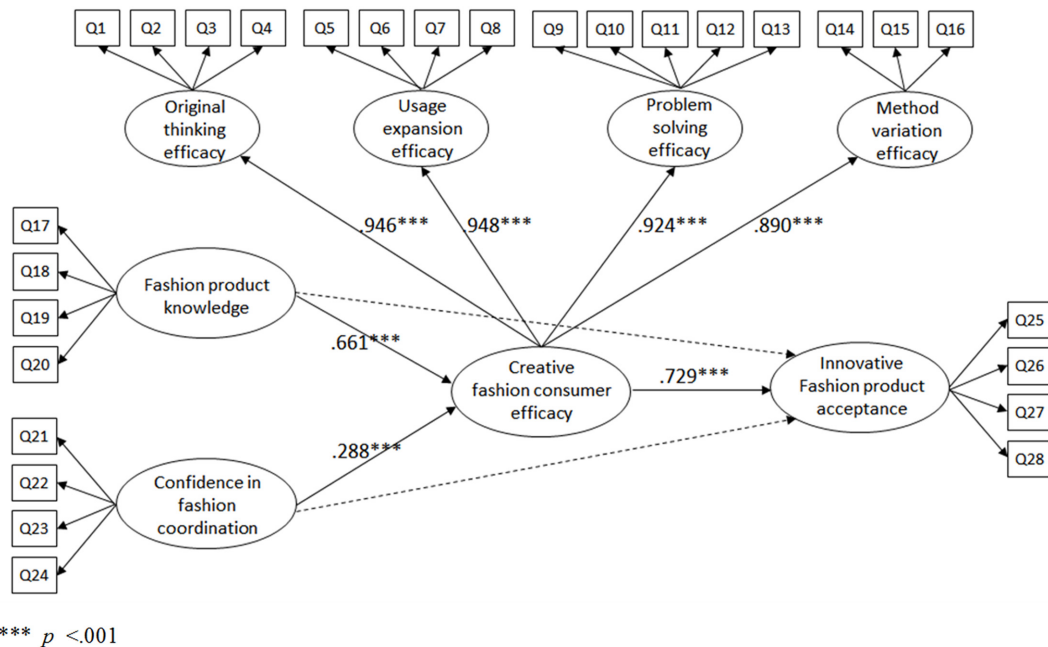 Q1
Q2
Q3
Q4
Q5
Q6
Q7
Q8
Q9
Q10
Q11
Q12
Q13
Q14
Q15
Q16
Original
thinking
efficacy
Usage
expansion
efficacy
Problem
solving
efficacy
Method
variation
efficacy
.946***
.948***
.924***
.890***
Q17
Q18
Q19
Q20
Fashion product
knowledge
.661***
Creative
fashion consumer
efficacy
.729***
Innovative
Fashion product
acceptance
Q25
Q26
Q27
Q28
Q21
Q22
Q23
Q24
Confidence in
fashion
coordination
.288***
*** p <.001